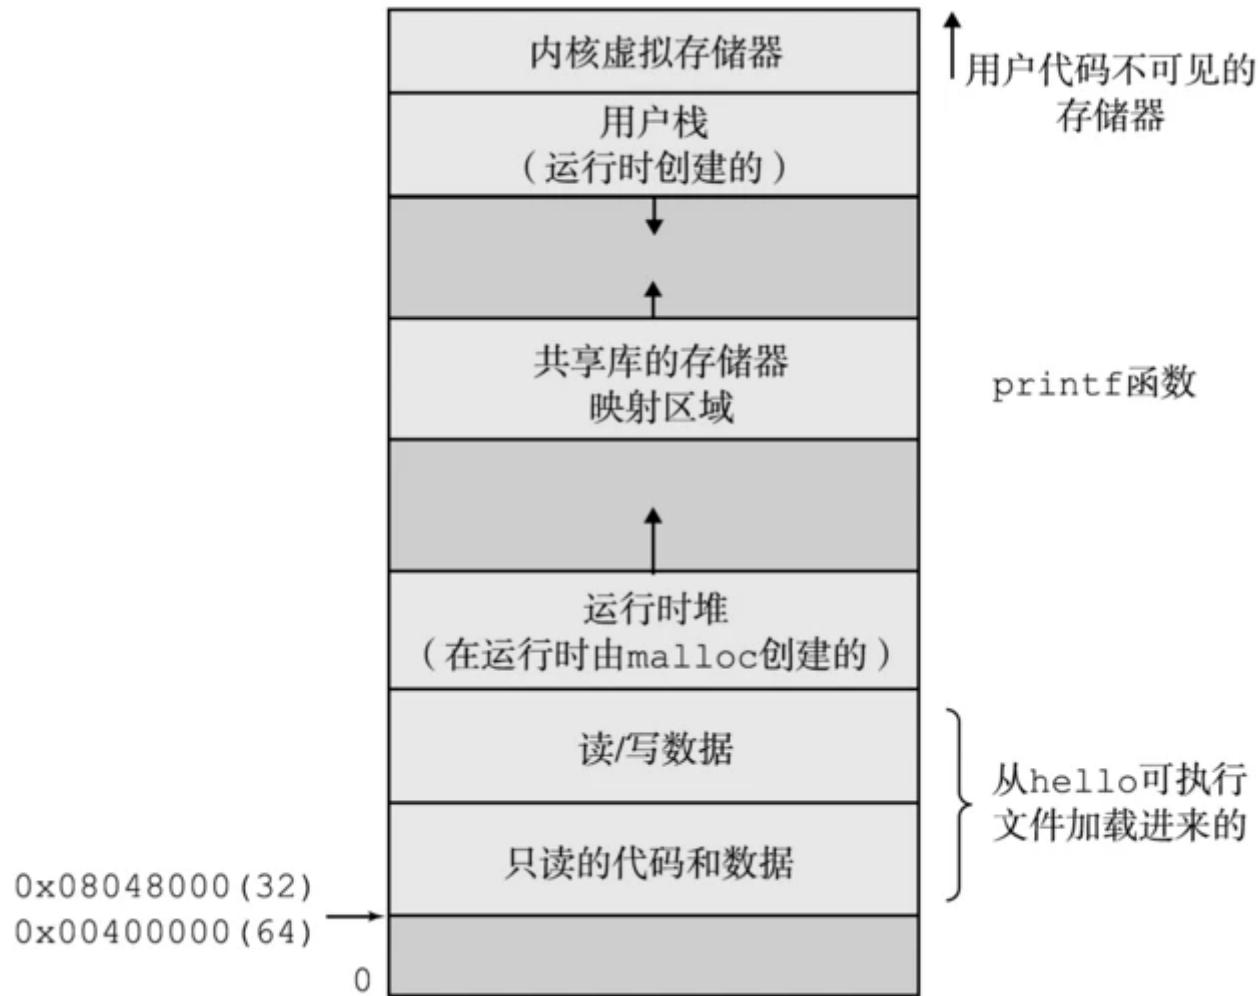 内核虚拟存储器
用户代码不可见的
存储器
用户栈
（运行时创建的）
共享库的存储器
映射区域
printf函数
运行时堆
（在运行时由malloc创建的）
读/写数据
从hello可执行
文件加载进来的
只读的代码和数据
0x08048000(32)
0x00400000(64)
0